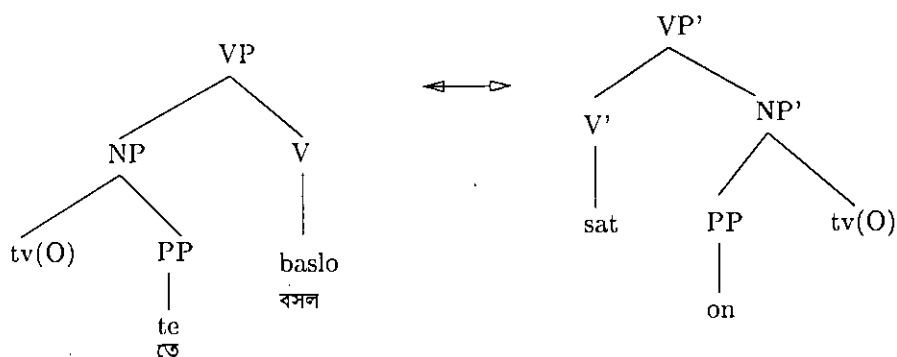 VP
VP'
NP
V
V'
NP'
tv(O)
PP
baslo
বসল
te
তে
sat
PP
on
tv(O)